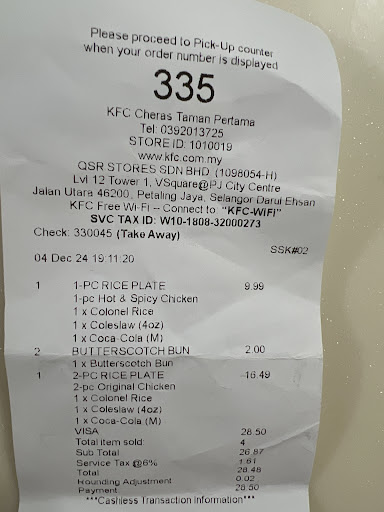 Please proceed to Pick-Up counter
when your order number is displayed
335
KFC Cheras Taman Pertama
Tel: 0392013725
STORE ID: 1010019
www.kfc.com.my
QSR STORES SDN BHD (1098054-H)
Lvl 12 Tower 1, VSquare@PJ City Centre
Jalan Utara 46200, Petaling Jaya, Selangor Darul Ehsan
KFC Free Wi-Fi -- Connect to "KFC-WIFI"
SVC TAX ID: W10-1808-32000273
Check: 330045 (Take Away)
SSK#02
04 Dec 24 19:11:20
1 1-PC RICE PLATE 9.99
1-pc Hot & Spicy Chicken
1 x Colonel Rice
1 x Coleslaw (4oz)
1 x Coca-Cola (M)
2 BUTTERSCOTCH BUN 2.00
1 x Butterscotch Bun
1 2-PC RICE PLATE 16.49
2-pc Original Chicken
1 x Colonel Rice
1 x Coleslaw (4oz)
1 x Coca-Cola (M)
VISA 28.50
Total item sold: 4
Sub Total 26.87
Service Tax @6% 1.61
Total 28.48
Rounding Adjustment 0.02
Payment 28.50
***Cashless Transaction Information***